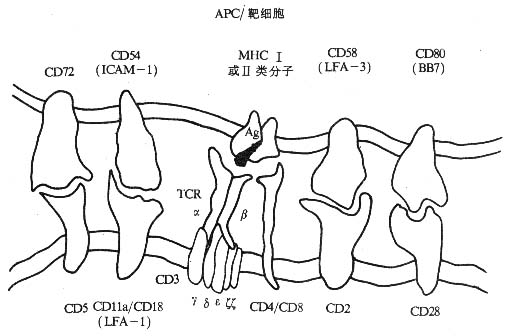 APC/靶细胞
CD72
CD54
(ICAM-1)
MHC I
或II类分子
CD58
(LFA-3)
CD80
(BB7)
Ag
TCR
α
β
CD3
γ δ ε ζζ
CD5
CD11a/CD18
(LFA-1)
CD4/CD8
CD2
CD28